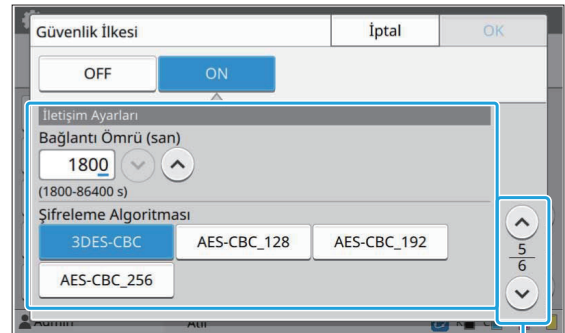 Güvenlik İlkesi İptal OK
OFF ON
İletişim Ayarları
Bağlantı Ömrü (san)
1800
(1800-86400 s)
Şifreleme Algoritması
3DES-CBC AES-CBC_128 AES-CBC_192
AES-CBC_256
5
6
Admin Atıl